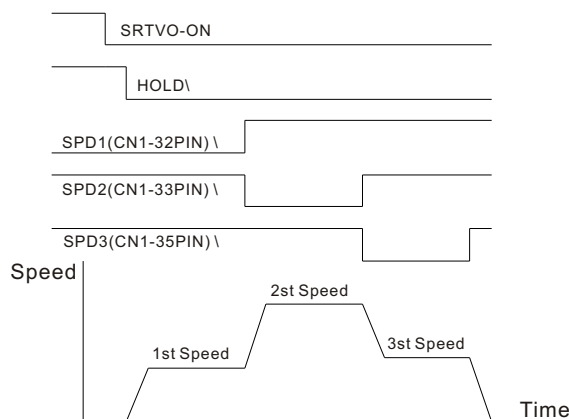 SRTVO-ON
HOLD\
SPD1(CN1-32PIN) \
SPD2(CN1-33PIN) \
SPD3(CN1-35PIN) \
Speed
2st Speed
1st Speed
3st Speed
Time